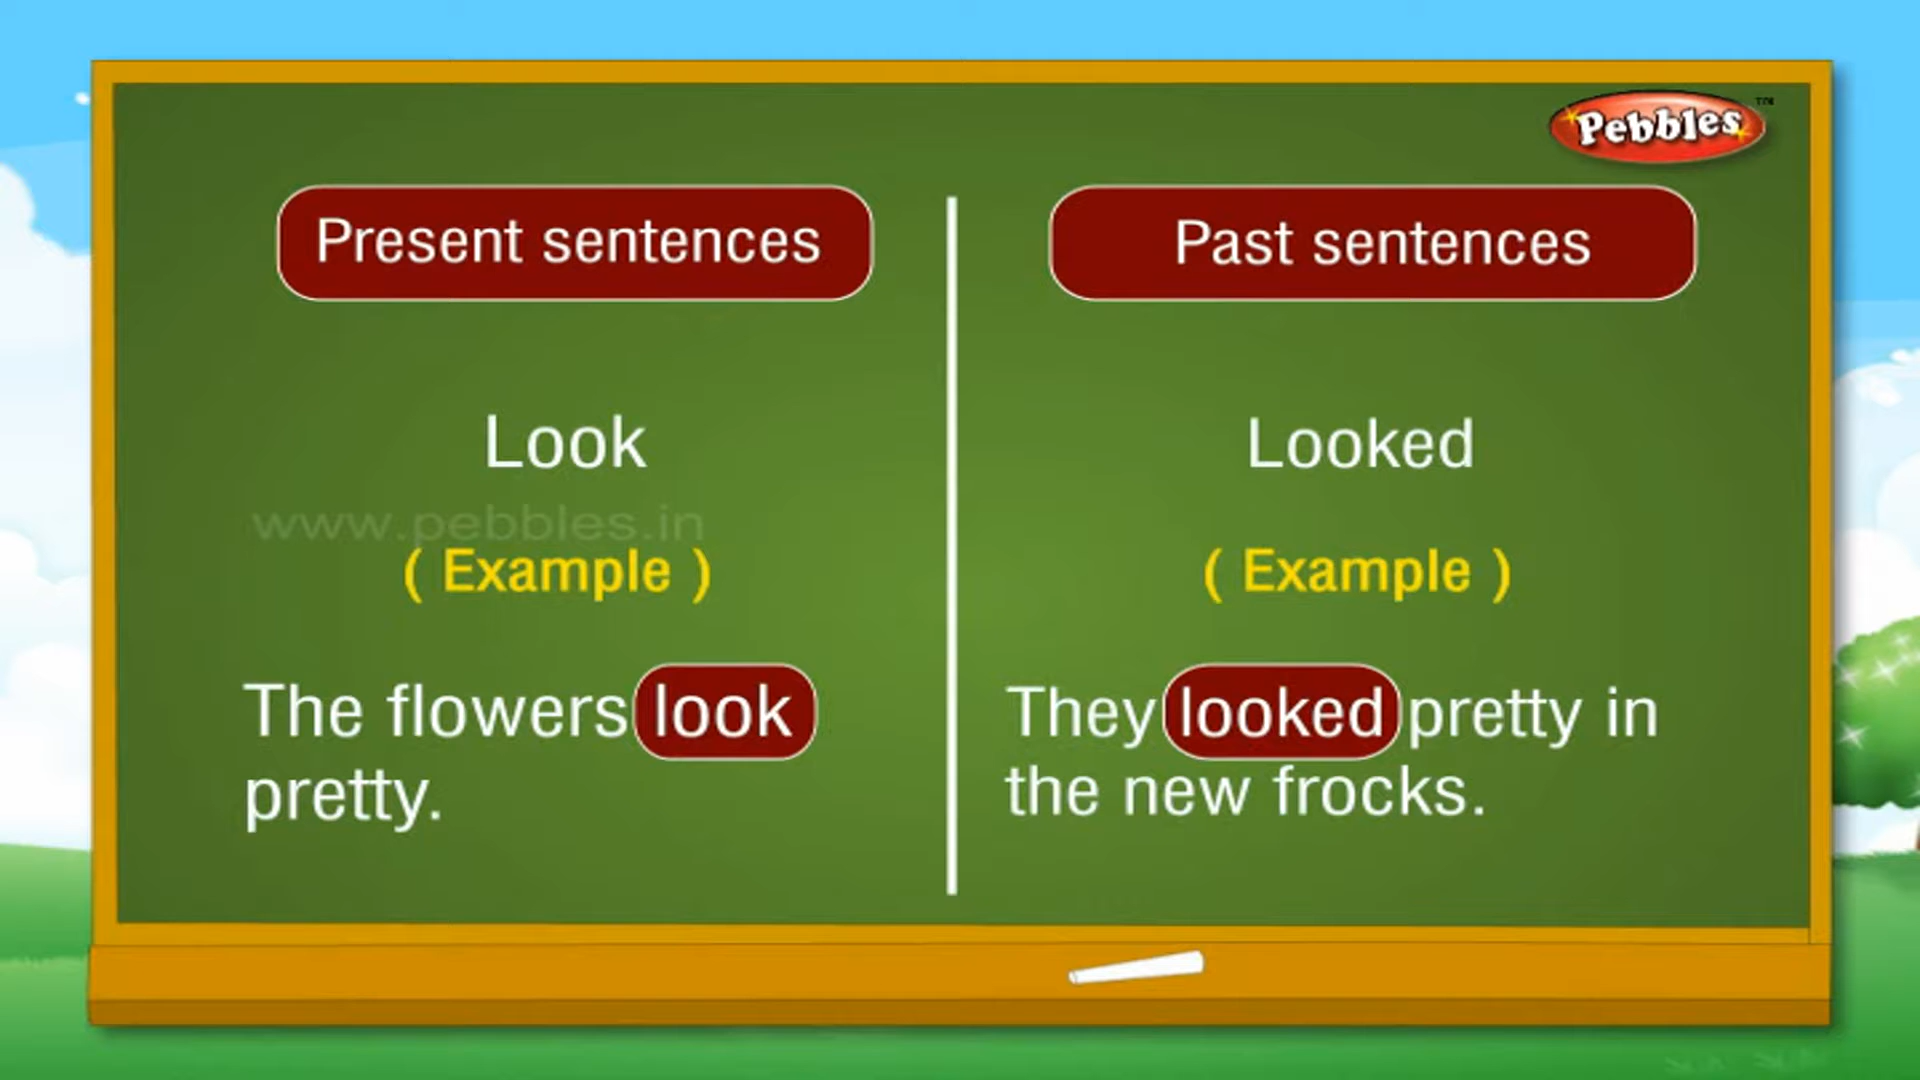 Pebbles™
Present sentences
Past sentences
Look
Looked
www.pebbles.in
( Example )
( Example )
The flowers look
pretty.
They looked pretty in
the new frocks.